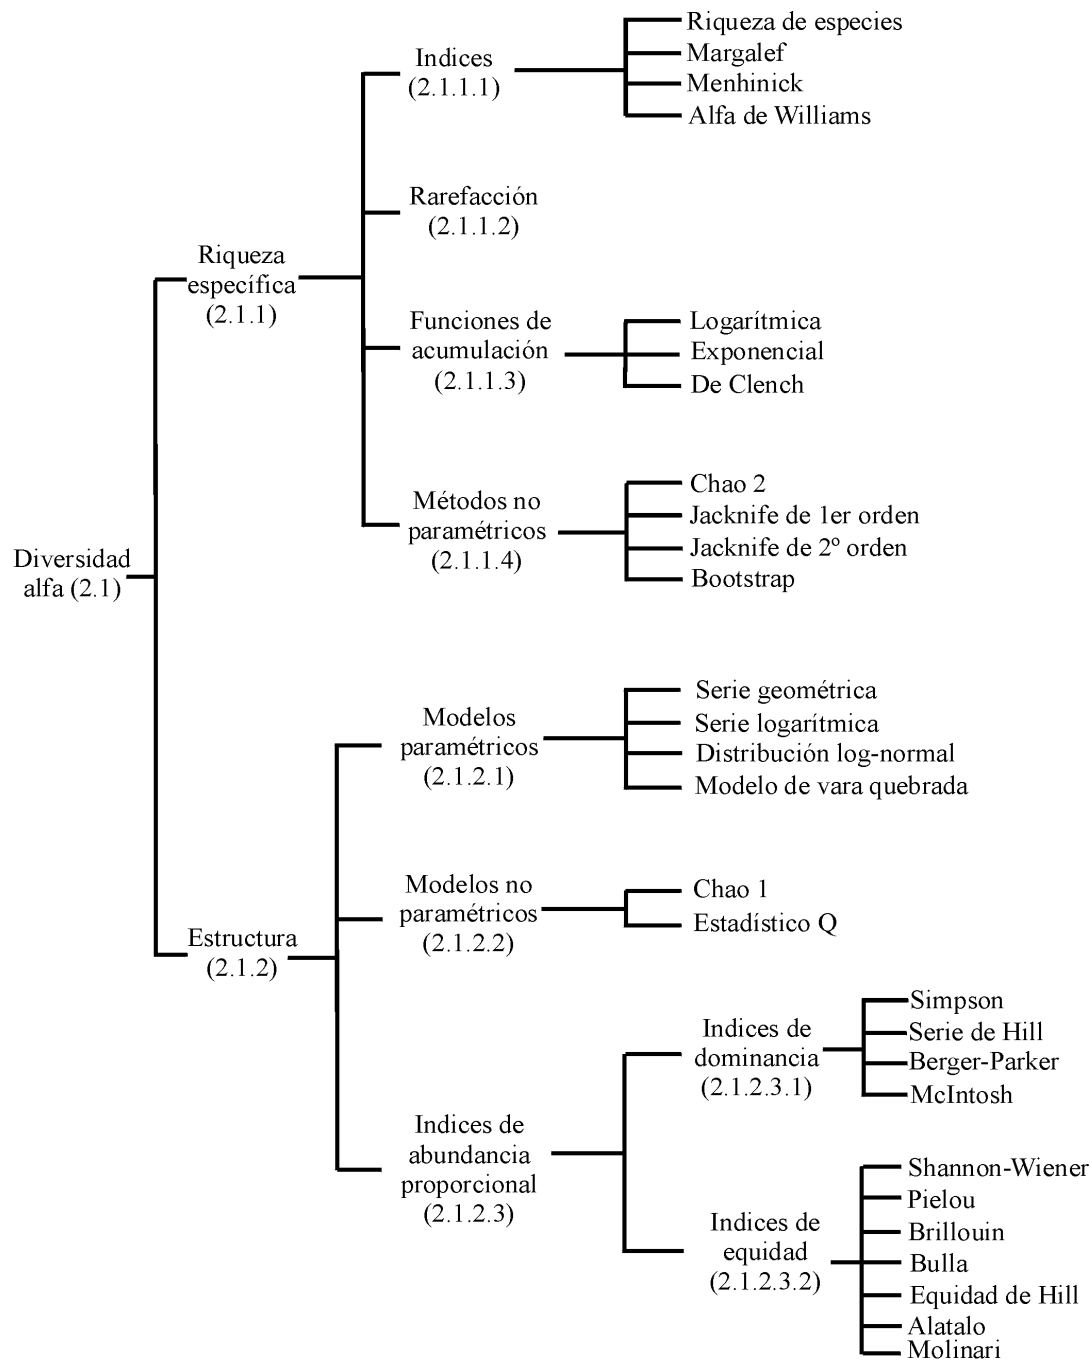 Diversidad
alfa (2.1)
Riqueza
específica
(2.1.1)
Indices
(2.1.1.1)
Riqueza de especies
Margalef
Menhinick
Alfa de Williams
Rarefacción
(2.1.1.2)
Funciones de
acumulación
(2.1.1.3)
Logarítmica
Exponencial
De Clench
Métodos no
paramétricos
(2.1.1.4)
Chao 2
Jacknife de 1er orden
Jacknife de 2º orden
Bootstrap
Estructura
(2.1.2)
Modelos
paramétricos
(2.1.2.1)
Serie geométrica
Serie logarítmica
Distribución log-normal
Modelo de vara quebrada
Modelos no
paramétricos
(2.1.2.2)
Chao 1
Estadístico Q
Indices de
abundancia
proporcional
(2.1.2.3)
Indices de
dominancia
(2.1.2.3.1)
Simpson
Serie de Hill
Berger-Parker
McIntosh
Indices de
equidad
(2.1.2.3.2)
Shannon-Wiener
Pielou
Brillouin
Bulla
Equidad de Hill
Alatalo
Molinari